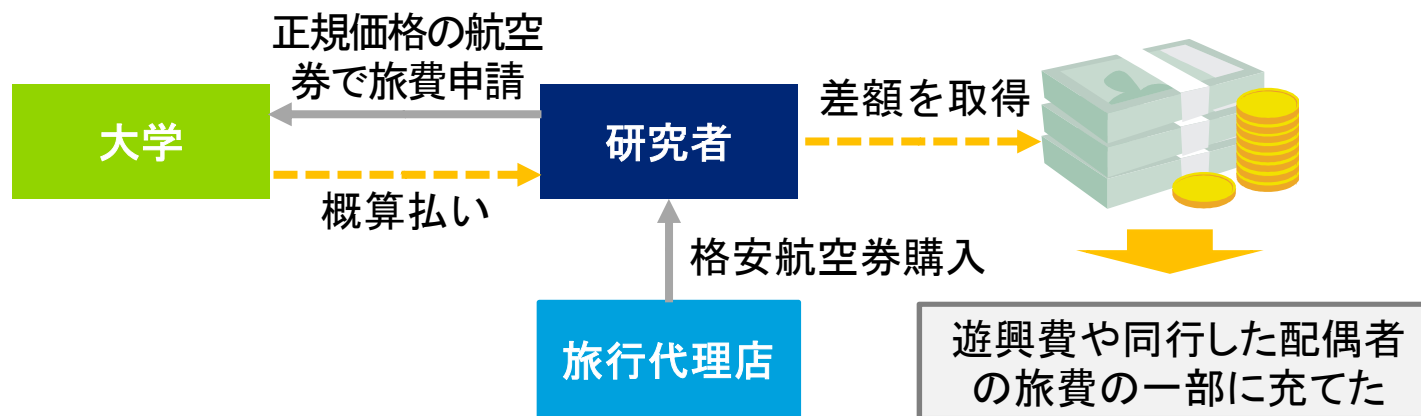 正規価格の航空
券で旅費申請
大学
研究者
差額を取得
概算払い
格安航空券購入
旅行代理店
遊興費や同行した配偶者
の旅費の一部に充てた